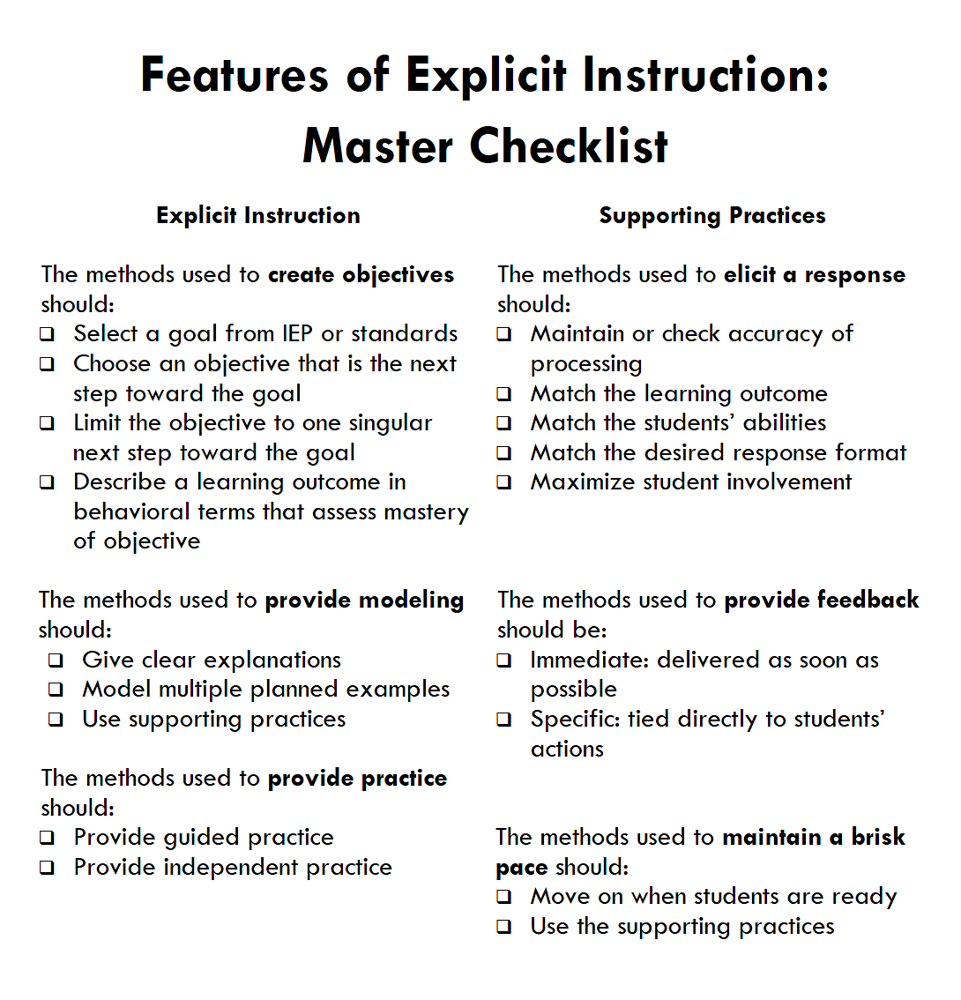 Features of Explicit Instruction:
Master Checklist
Explicit Instruction
The methods used to create objectives
should:
❑ Select a goal from IEP or standards
❑ Choose an objective that is the next
step toward the goal
❑ Limit the objective to one singular
next step toward the goal
❑ Describe a learning outcome in
behavioral terms that assess mastery
of objective
The methods used to provide modeling
should:
❑ Give clear explanations
❑ Model multiple planned examples
❑ Use supporting practices
The methods used to provide practice
should:
❑ Provide guided practice
❑ Provide independent practice
Supporting Practices
The methods used to elicit a response
should:
❑ Maintain or check accuracy of
processing
❑ Match the learning outcome
❑ Match the students’ abilities
❑ Match the desired response format
❑ Maximize student involvement
The methods used to provide feedback
should be:
❑ Immediate: delivered as soon as
possible
❑ Specific: tied directly to students’
actions
The methods used to maintain a brisk
pace should:
❑ Move on when students are ready
❑ Use the supporting practices